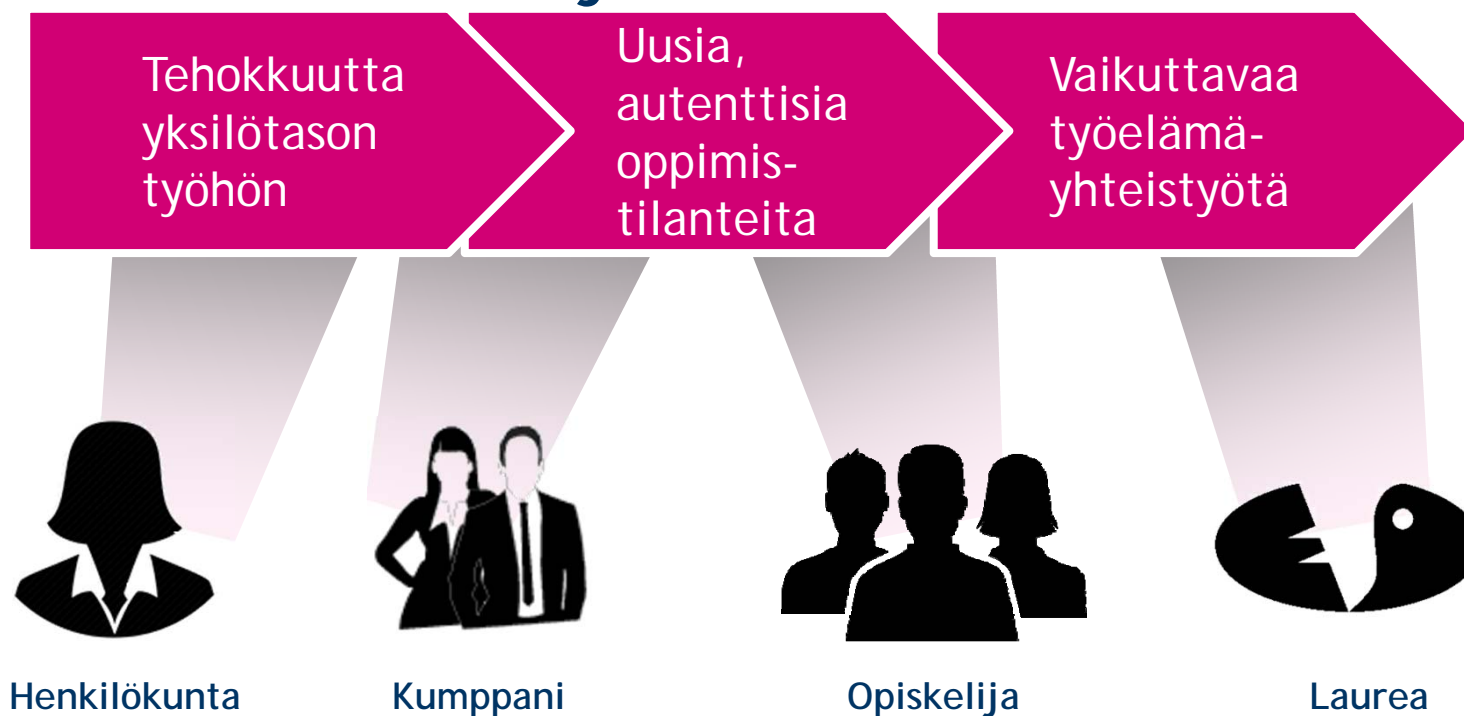 Tehokkuutta
yksilötason
työhön
Uusia,
autenttisia
oppimis-
tilanteita
Vaikuttavaa
työelämä-
yhteistyötä
Henkilökunta
Kumppani
Opiskelija
Laurea